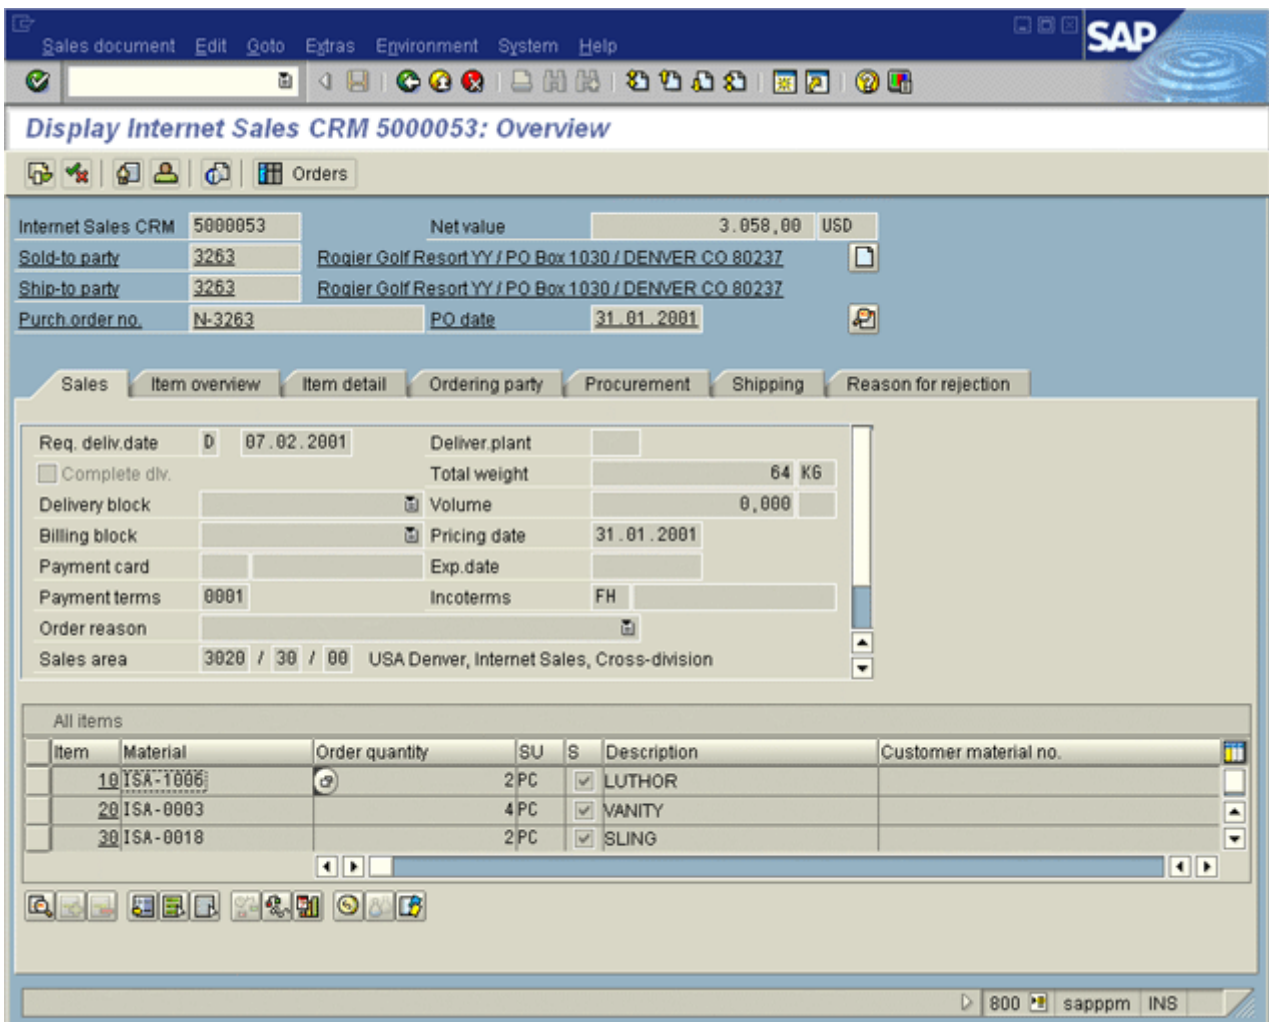 Sales document Edit Goto Extras Environment System Help
SAP
Display Internet Sales CRM 5000053: Overview
Orders
Internet Sales CRM 5000053 Net value 3.058,00 USD
Sold-to party 3263 Rogier Golf Resort YY / PO Box 1030 / DENVER CO 80237
Ship-to party 3263 Rogier Golf Resort YY / PO Box 1030 / DENVER CO 80237
Purch.order no. N-3263 PO date 31.01.2001
Sales Item overview Item detail Ordering party Procurement Shipping Reason for rejection
Req. deliv.date D 07.02.2001 Deliver.plant
Complete dlv. Total weight 64 KG
Delivery block Volume 0,000
Billing block Pricing date 31.01.2001
Payment card Exp.date
Payment terms 0001 Incoterms FH
Order reason
Sales area 3020 / 30 / 00 USA Denver, Internet Sales, Cross-division
All items
Item Material Order quantity SU S Description Customer material no.
10 ISA-1006 2 PC LUTHOR
20 ISA-0003 4 PC VANITY
30 ISA-0018 2 PC SLING
800 sapppm INS